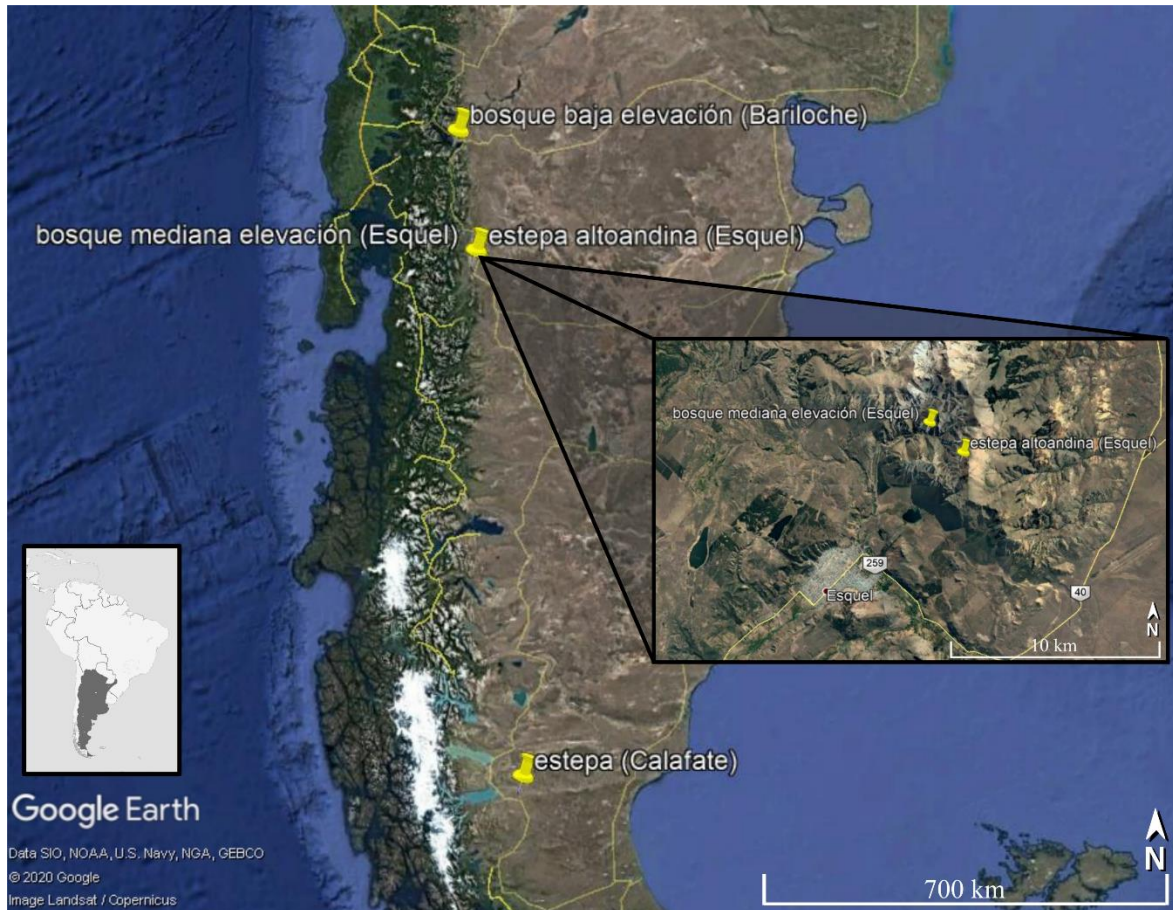 bosque baja elevación (Bariloche)
bosque mediana elevación (Esquel)
estepa altoandina (Esquel)
bosque mediana elevación (Esquel)
estepa altoandina (Esquel)
259
Esquel
40
N
10 km
estepa (Calafate)
Google Earth
Data SIO, NOAA, U.S. Navy, NGA, GEBCO
© 2020 Google
Image Landsat / Copernicus
N
700 km